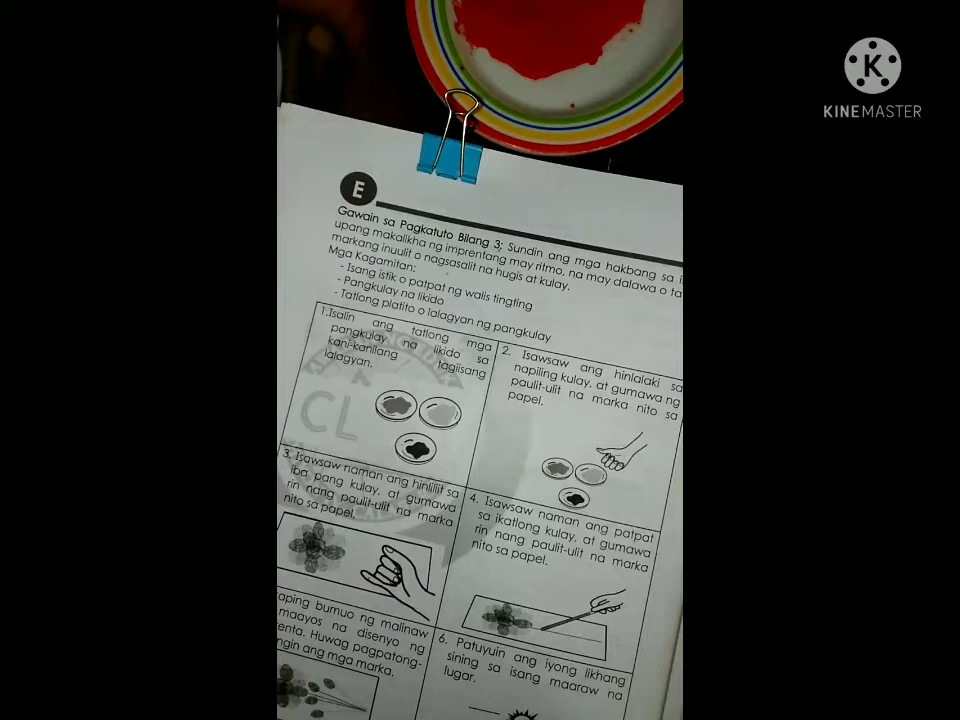 K
KINEMASTER
E
Gawain sa Pagkatuto Bilang 3: Sundin ang mga hakbang sa
upang makalikha ng imprentang may ritmo, na may dalawa o
markang inuulit o nagsasalit na hugis at kulay.
Mga Kagamitan:
- Isang istik o patpat ng walis tingting
- Pangkulay na likido
- Tatlong platito o lalagyan ng pangkulay
1.Isalin ang tatlong mga
pangkulay na likido sa
kani-kanilang tagiisang
lalagyan.
2. Isawsaw ang hinlalaki sa
napiling kulay, at gumawa ng
paulit-ulit na marka nito sa
papel.
CL
3. Isawsaw naman ang hinliliit sa
iba pang kulay, at gumawa
rin nang paulit-ulit na marka
nito sa papel.
4. Isawsaw naman ang patpat
sa ikatlong kulay, at gumawa
rin nang paulit-ulit na marka
nito sa papel.
bumuo ng malinaw
maayos na disenyo ng
Huwag pagpatong-
ang mga marka.
6. Patuyuin ang iyong likhang
sining sa isang maaraw na
lugar.